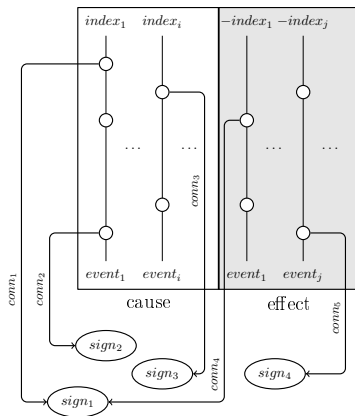 index₁ index_i −index₁ −index_j
... ... ... ...
conn₃
conn₁
conn₂
event₁ event_i event₁ event_j
cause effect
conn₅
conn₄
sign₂
sign₃ sign₄
sign₁